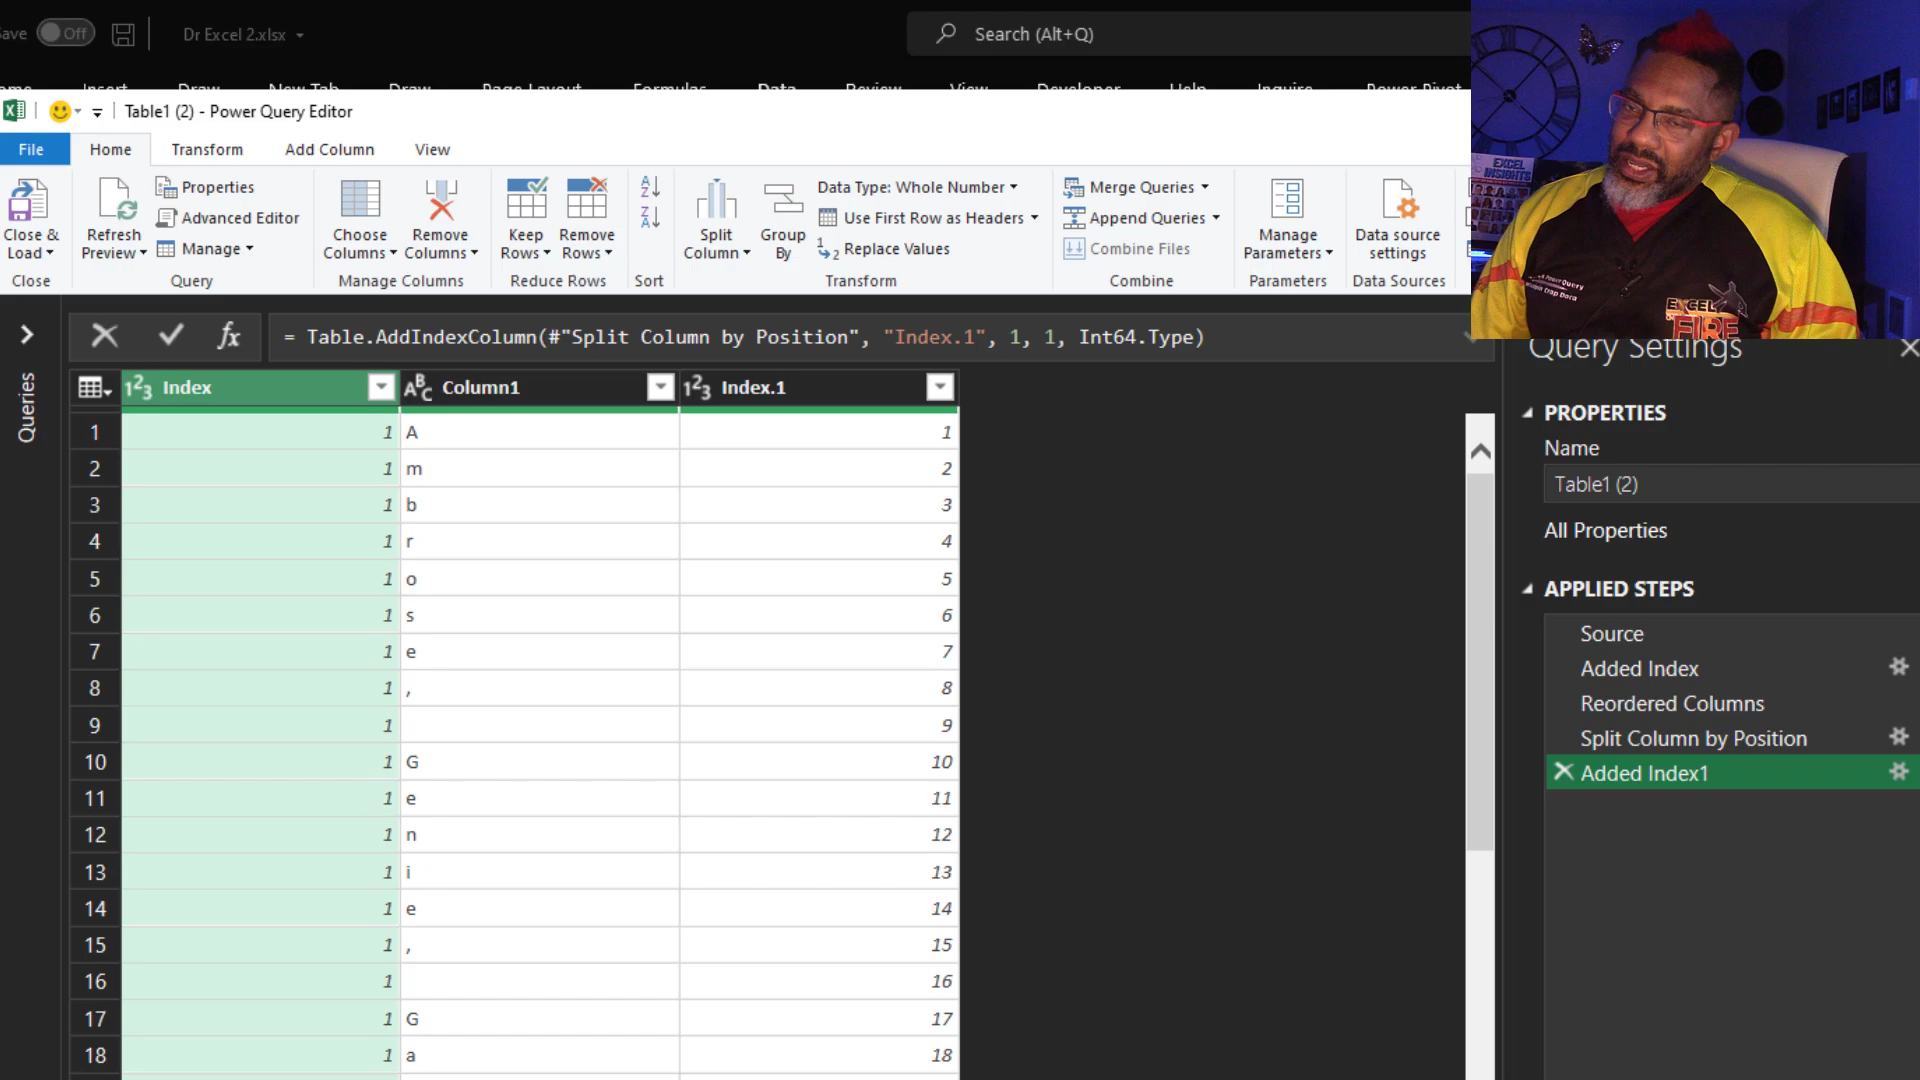 ave Off Dr Excel 2.xlsx Search (Alt+Q)
Table1 (2) - Power Query Editor
File Home Transform Add Column View
Close & Load
Refresh Preview
Properties
Advanced Editor
Manage
Choose Columns
Remove Columns
Keep Rows
Remove Rows
Split Column
Group By
Data Type: Whole Number
Use First Row as Headers
Replace Values
Merge Queries
Append Queries
Combine Files
Manage Parameters
Data source settings
Close Query Manage Columns Reduce Rows Sort Transform Combine Parameters Data Sources
EXCEL INSIGHTS
EXCEL
FIRE
= Table.AddIndexColumn(#"Split Column by Position", "Index.1", 1, 1, Int64.Type)
Queries
Index Column1 Index.1
1 1 A 1
2 1 m 2
3 1 b 3
4 1 r 4
5 1 o 5
6 1 s 6
7 1 e 7
8 1 , 8
9 1 9
10 1 G 10
11 1 e 11
12 1 n 12
13 1 i 13
14 1 e 14
15 1 , 15
16 1 16
17 1 G 17
18 1 a 18
Query Settings
PROPERTIES
Name
Table1 (2)
All Properties
APPLIED STEPS
Source
Added Index
Reordered Columns
Split Column by Position
Added Index1